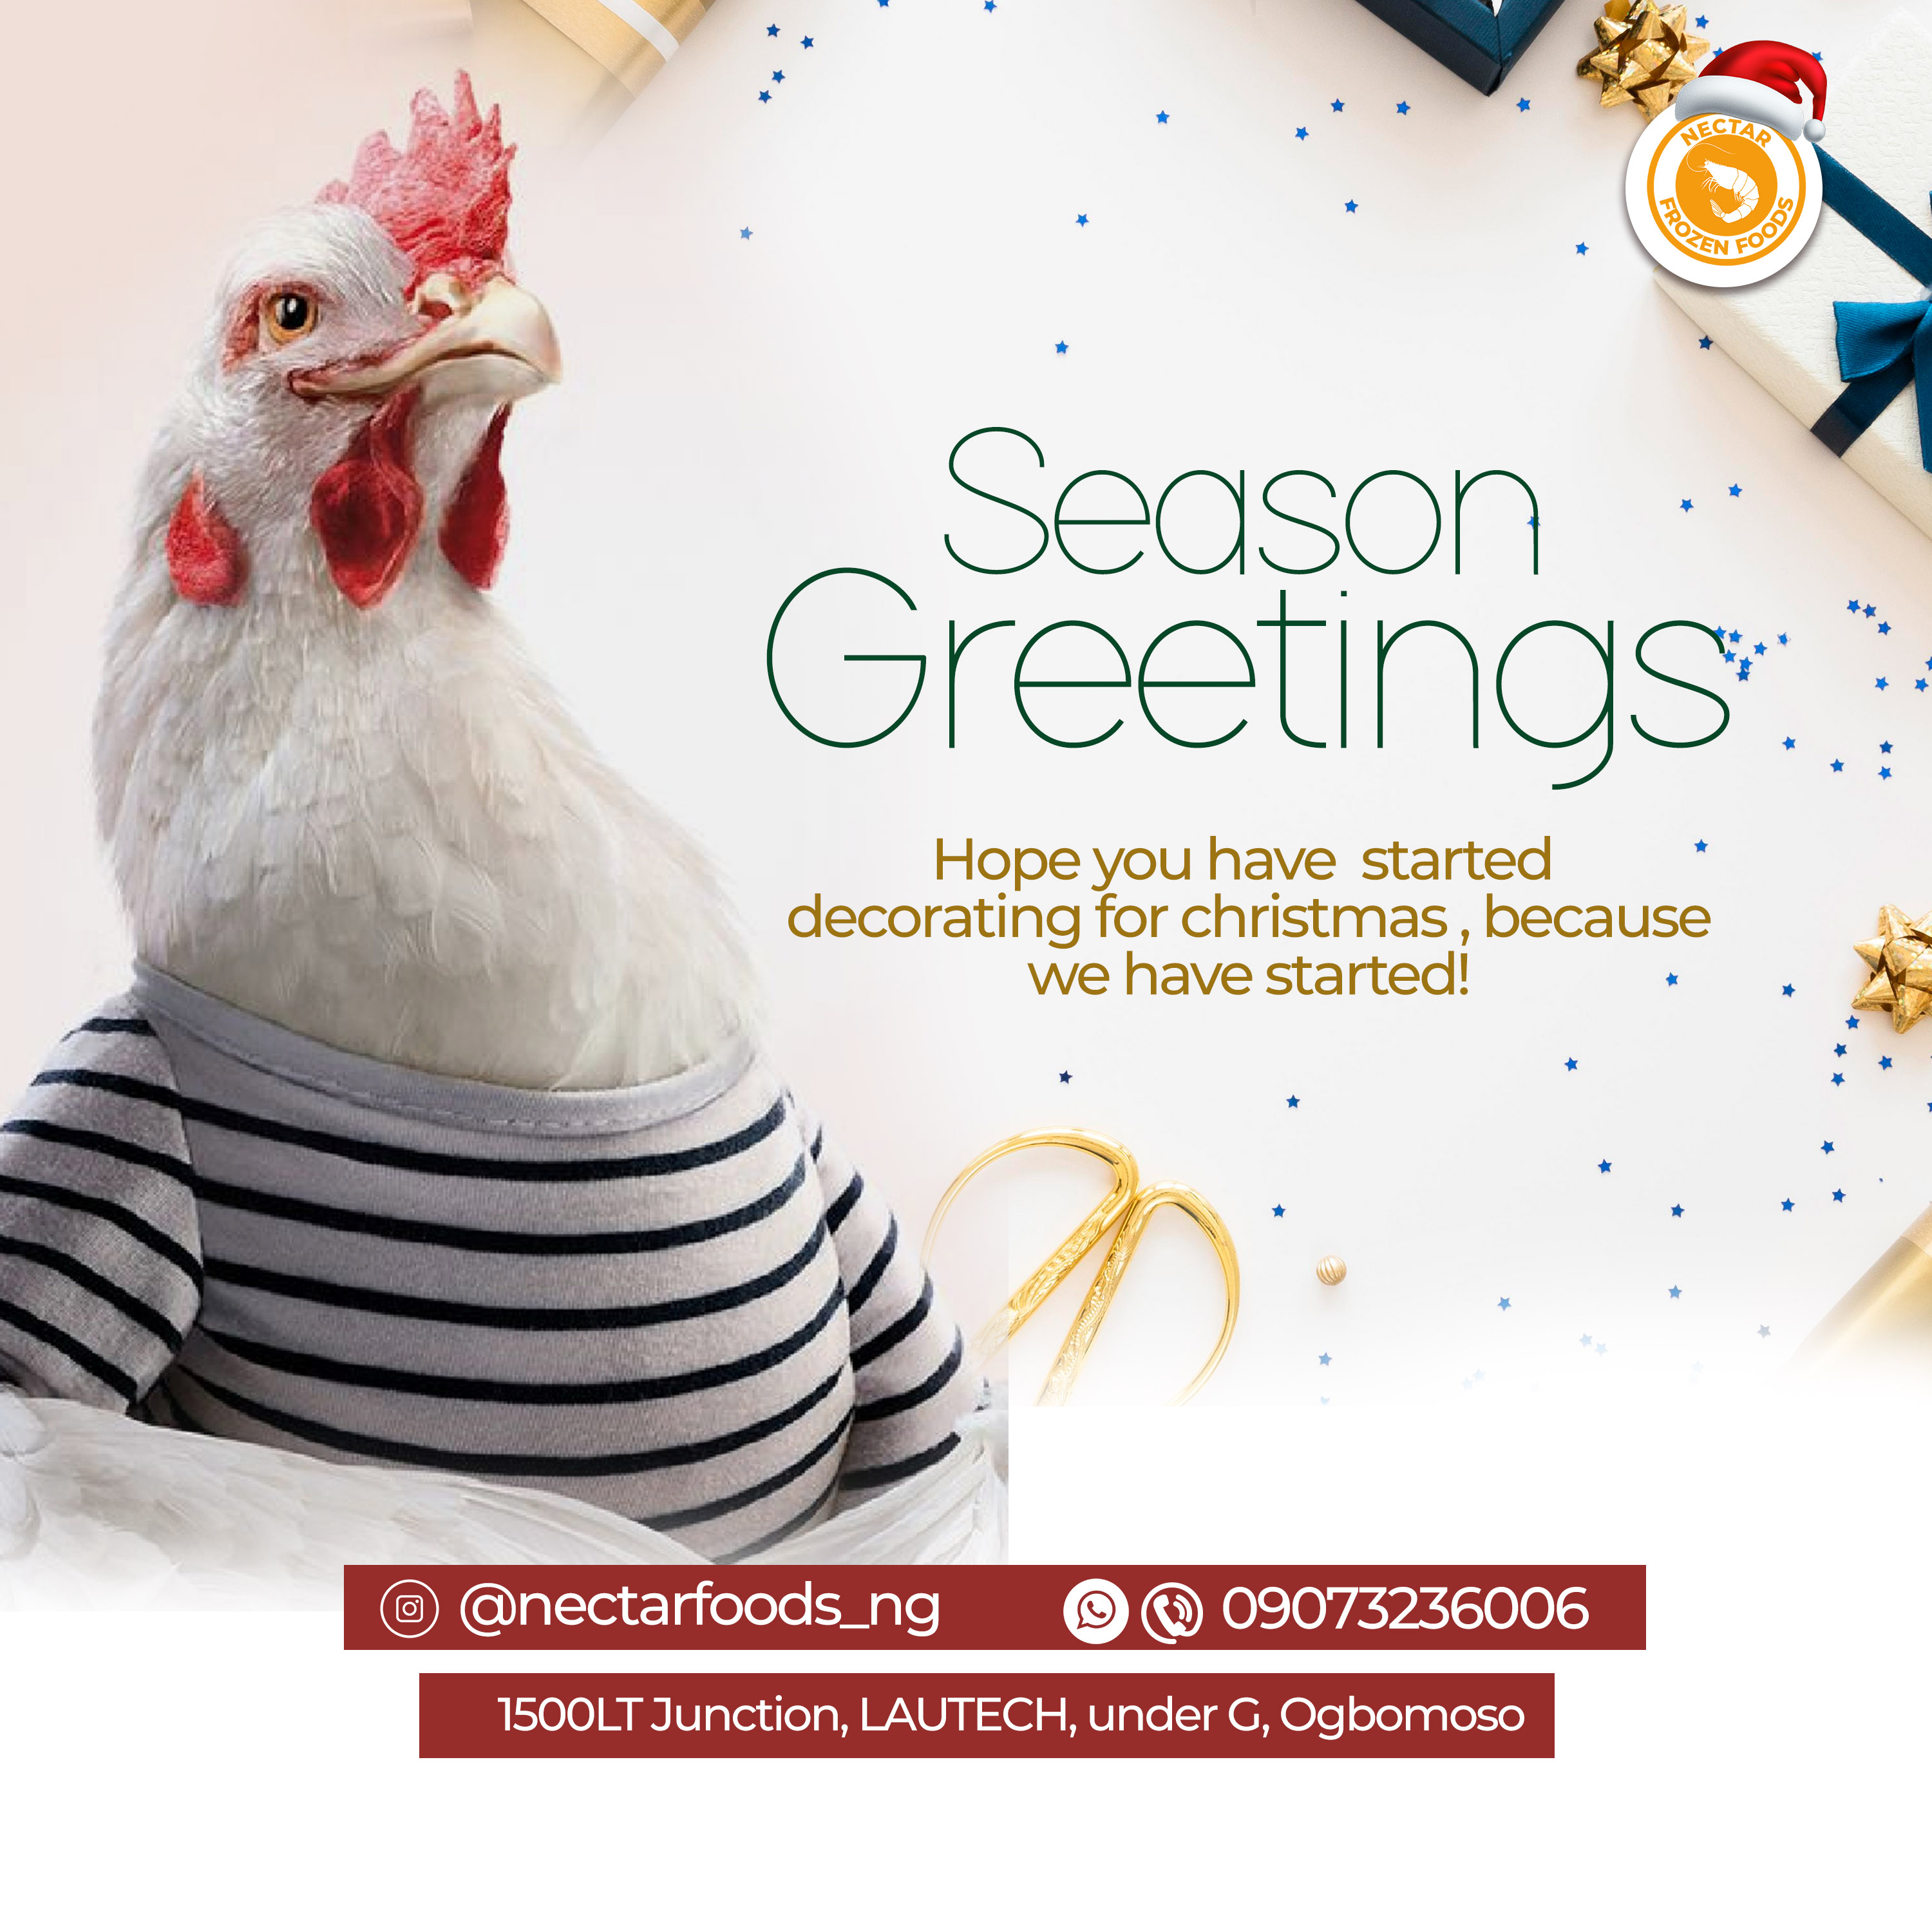 NECTAR
FROZEN FOODS
Season
Greetings
Hope you have started
decorating for christmas , because
we have started!
@nectarfoods_ng
09073236006
1500LT Junction, LAUTECH, under G, Ogbomoso